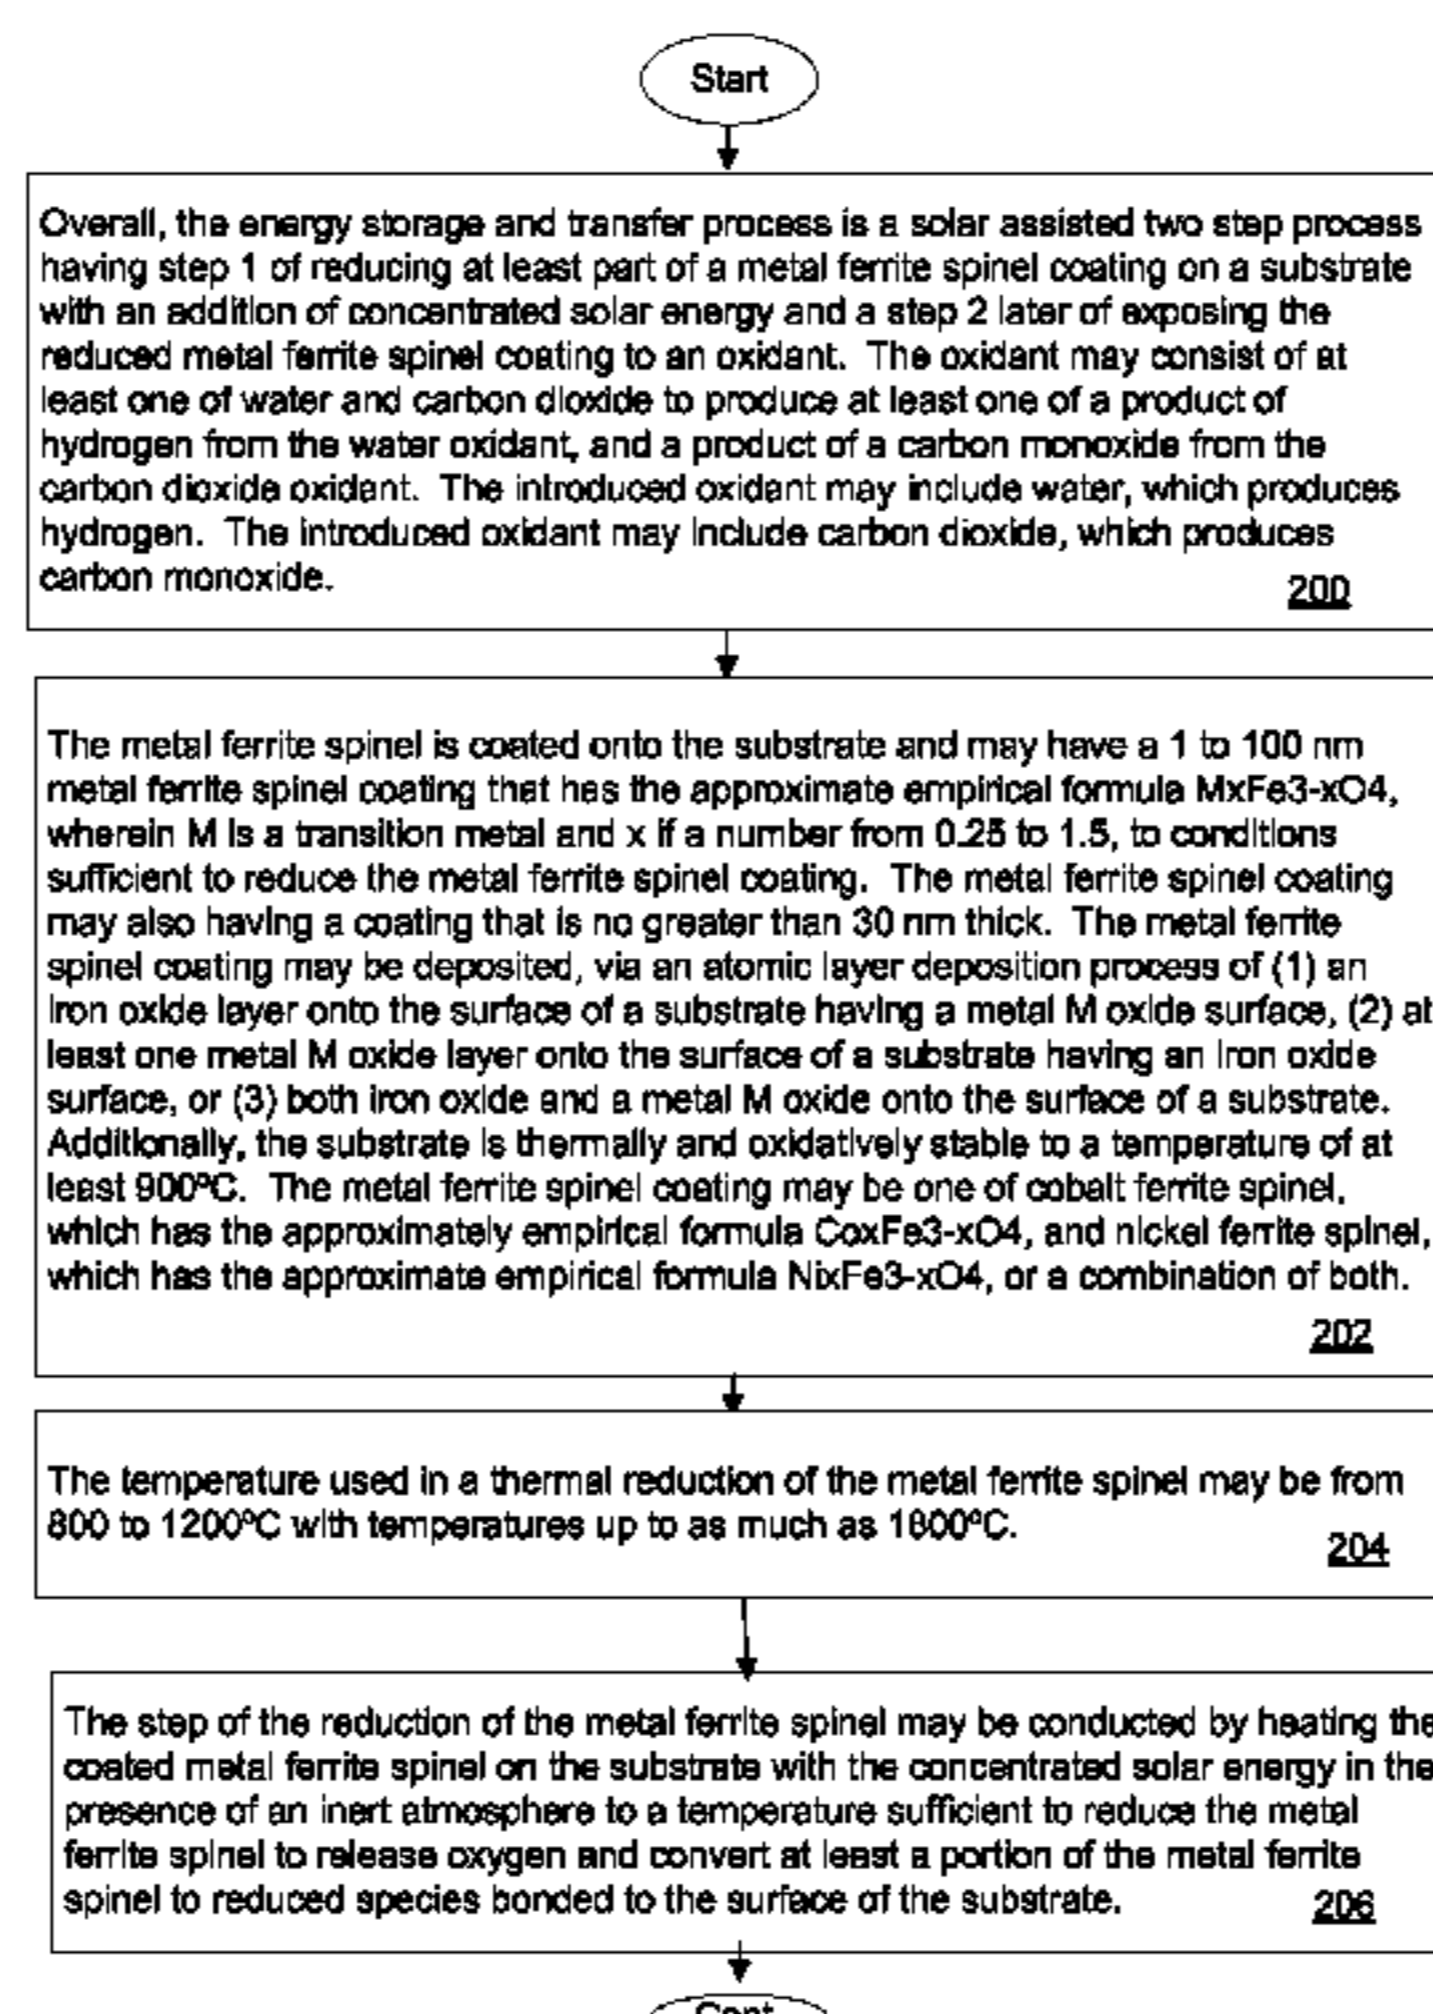 Start
Overall, the energy storage and transfer process is a solar assisted two step process
having step 1 of reducing at least part of a metal ferrite spinel coating on a substrate
with an addition of concentrated solar energy and a step 2 later of exposing the
reduced metal ferrite spinel coating to an oxidant. The oxidant may consist of at
least one of water and carbon dioxide to produce at least one of a product of
hydrogen from the water oxidant, and a product of a carbon monoxide from the
carbon dioxide oxidant. The introduced oxidant may include water, which produces
hydrogen. The introduced oxidant may include carbon dioxide, which produces
carbon monoxide.
200
The metal ferrite spinel is coated onto the substrate and may have a 1 to 100 nm
metal ferrite spinel coating that has the approximate empirical formula MxFe3-xO4,
wherein M is a transition metal and x if a number from 0.25 to 1.5, to conditions
sufficient to reduce the metal ferrite spinel coating. The metal ferrite spinel coating
may also having a coating that is no greater than 30 nm thick. The metal ferrite
spinel coating may be deposited, via an atomic layer deposition process of (1) an
iron oxide layer onto the surface of a substrate having a metal M oxide surface, (2) at
least one metal M oxide layer onto the surface of a substrate having an iron oxide
surface, or (3) both iron oxide and a metal M oxide onto the surface of a substrate.
Additionally, the substrate is thermally and oxidatively stable to a temperature of at
least 900ºC. The metal ferrite spinel coating may be one of cobalt ferrite spinel,
which has the approximately empirical formula CoxFe3-xO4, and nickel ferrite spinel,
which has the approximate empirical formula NixFe3-xO4, or a combination of both.
202
The temperature used in a thermal reduction of the metal ferrite spinel may be from
800 to 1200ºC with temperatures up to as much as
204
The step of the reduction of the metal ferrite spinel may be conducted by heating the
coated metal ferrite spinel on the substrate with the concentrated solar energy in the
presence of an inert atmosphere to a temperature sufficient to reduce the metal
ferrite spinel to release oxygen and convert at least a portion of the metal ferrite
spinel to reduced species bonded to the surface of the substrate.
206